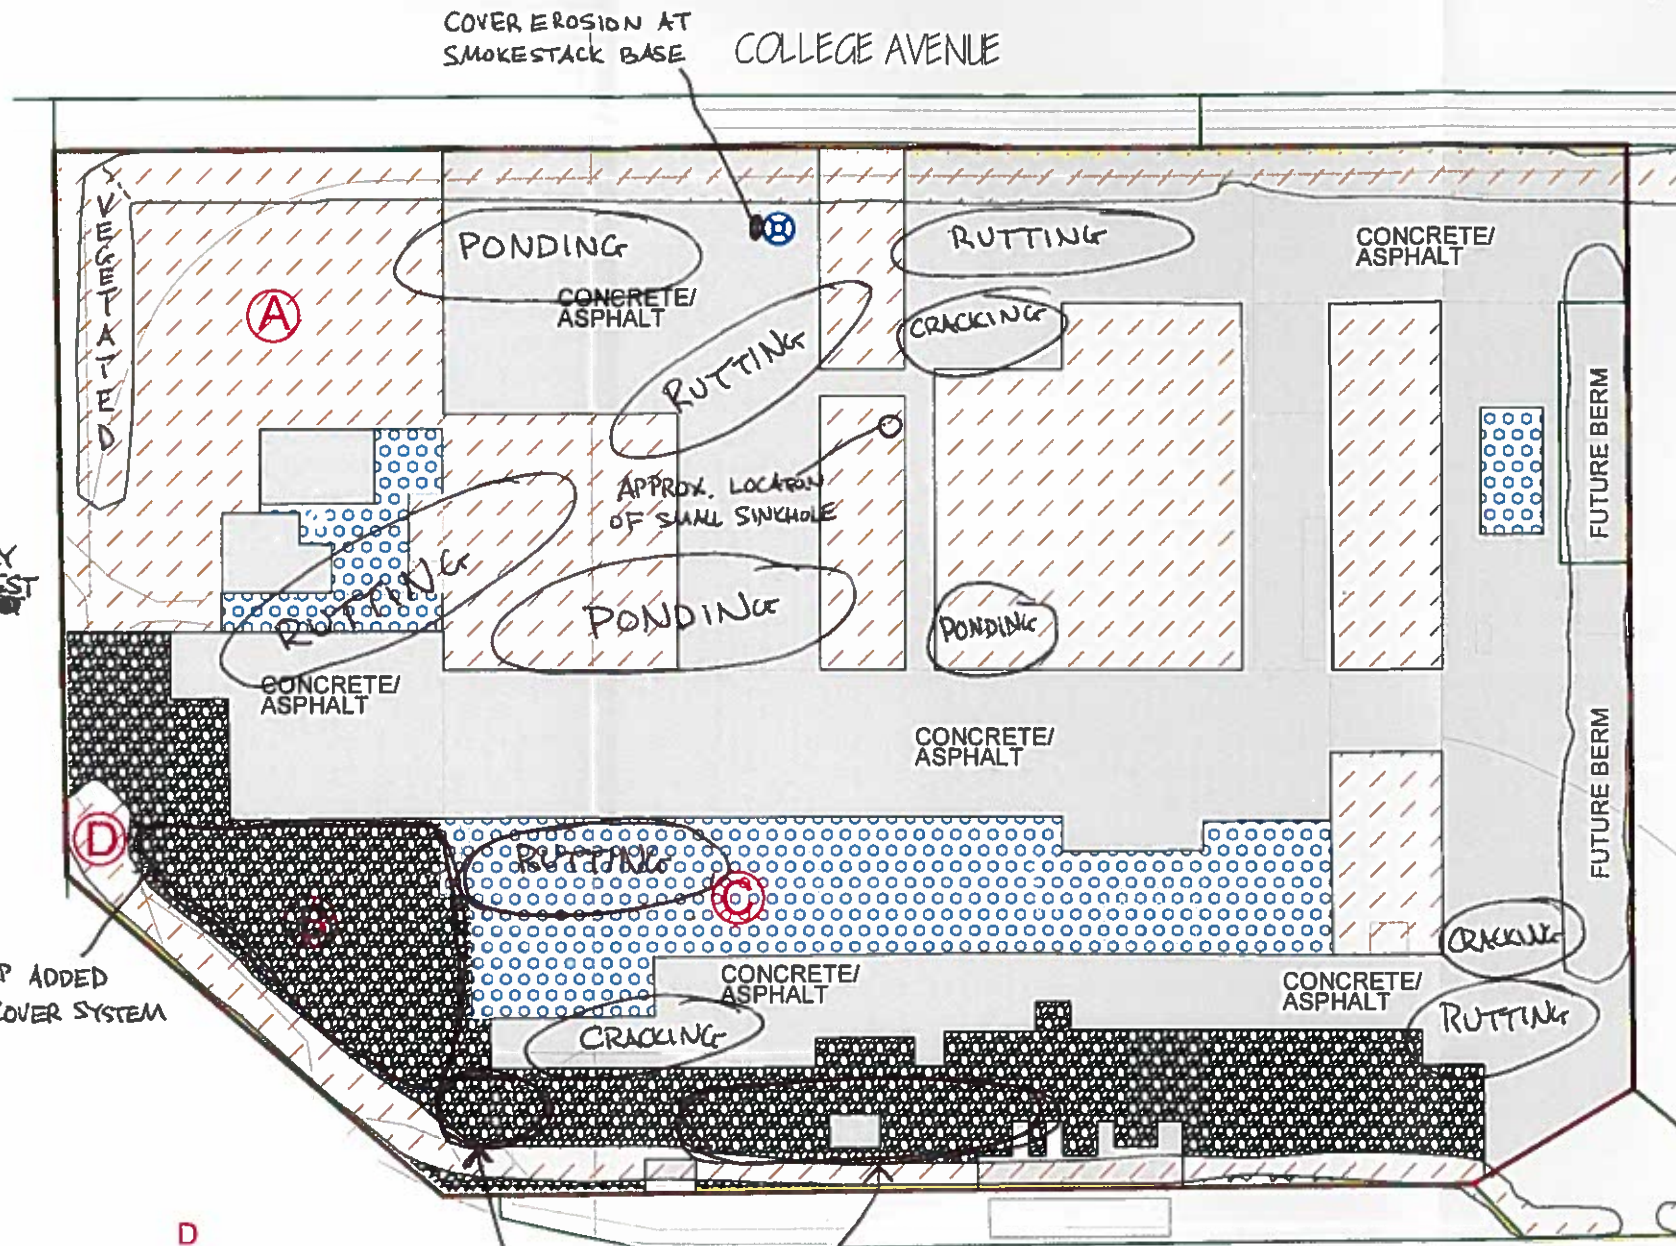 COVER EROSION AT
SMOKESTACK BASE
COLLEGE AVENUE
VEGETATED
PONDING
RUTTING
CONCRETE/
ASPHALT
A
CONCRETE/
ASPHALT
RUTTING
CRACKING
FUTURE BERM
APPROX. LOCATION
OF SMALL SINKHOLE
RUTTING
PONDING
PONDING
CONCRETE/
ASPHALT
CONCRETE/
ASPHALT
FUTURE BERM
D
RUTTING
C
B
CRACKING
P ADDED
COVER SYSTEM
CONCRETE/
ASPHALT
CONCRETE/
ASPHALT
RUTTING
CRACKING
D